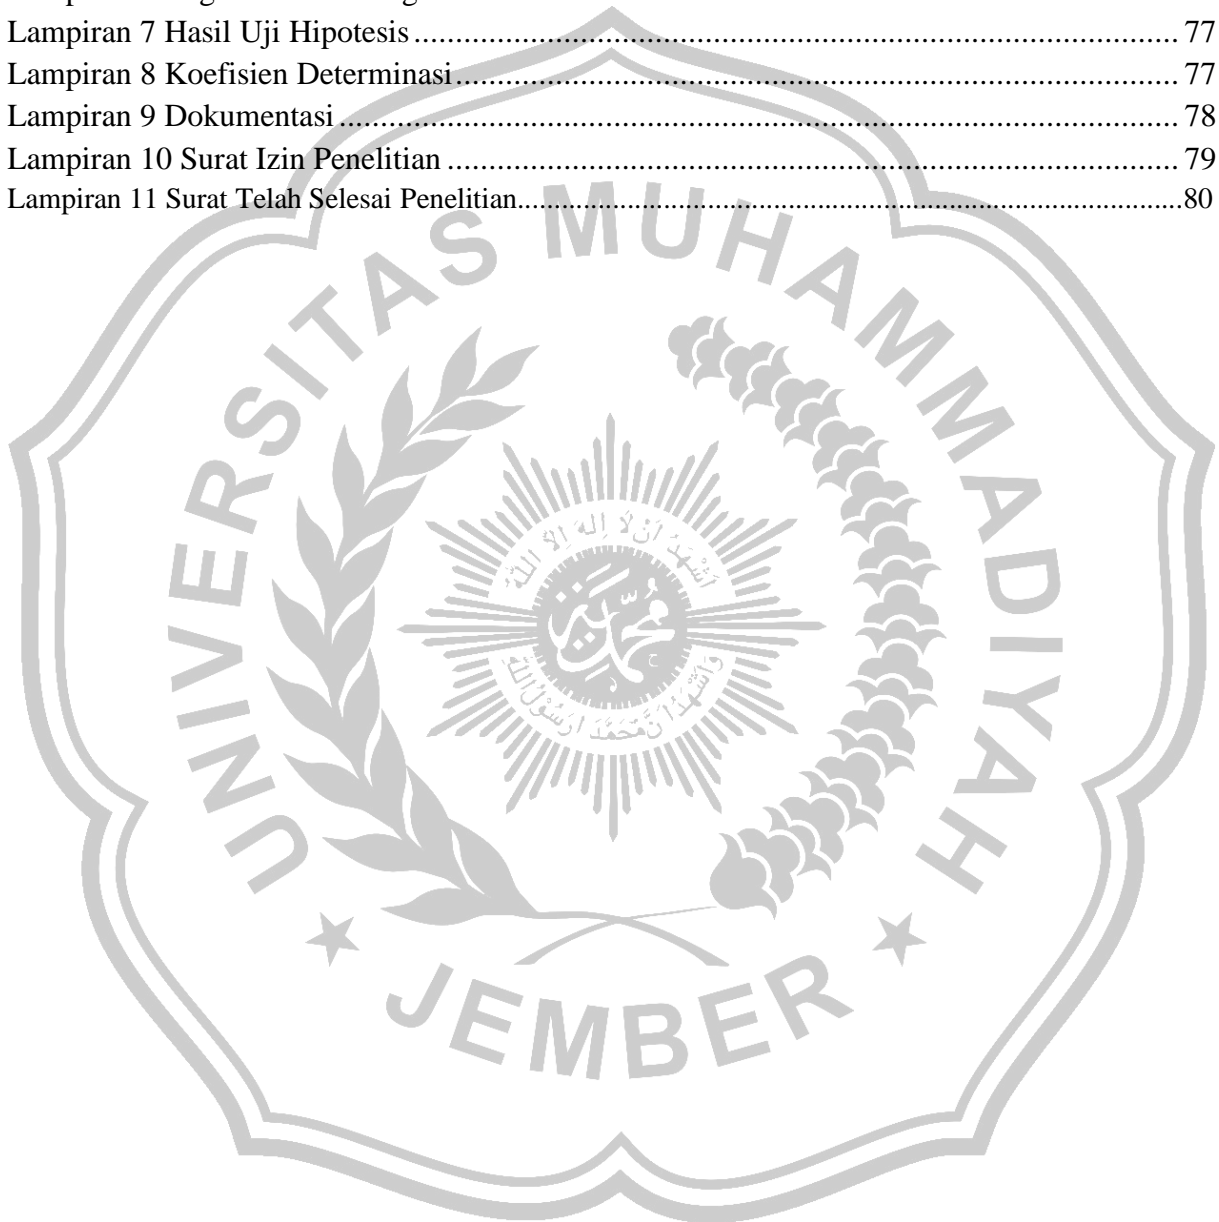 Lampiran 7 Hasil Uji Hipotesis ........................................................................................... 77
Lampiran 8 Koefisien Determinasi ...................................................................................... 77
Lampiran 9 Dokumentasi .................................................................................................... 78
Lampiran 10 Surat Izin Penelitian ....................................................................................... 79
Lampiran 11 Surat Telah Selesai Penelitian.............................................................................................80
UNIVERSITAS MUHAMMADIYAH
JEMBER